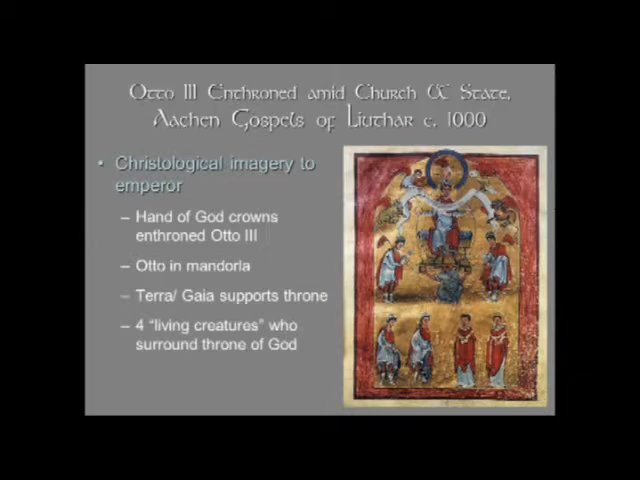 Otto III Enthroned amid Church & State,
Aachen Gospels of Liuthar c. 1000
• Christological imagery to
emperor
– Hand of God crowns
enthroned Otto III
– Otto in mandorla
– Terra/ Gaia supports throne
– 4 "living creatures" who
surround throne of God